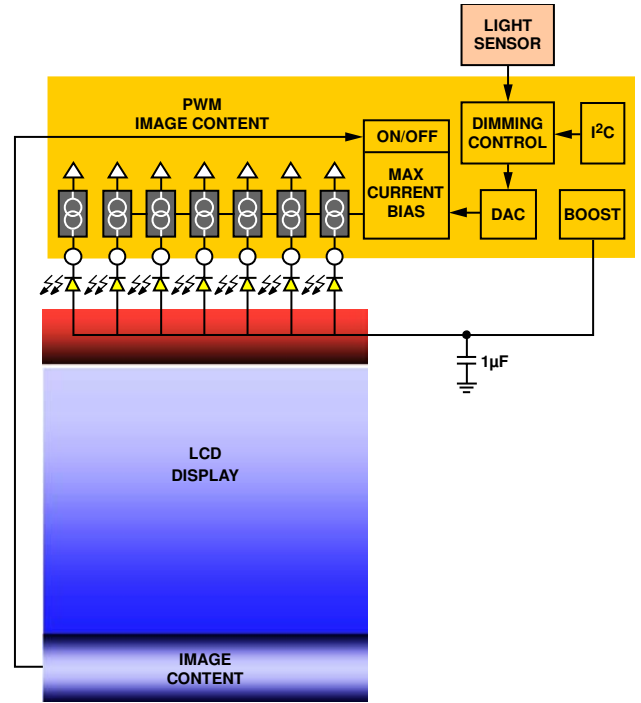 LIGHT
SENSOR
PWM
IMAGE CONTENT
ON/OFF
DIMMING
CONTROL
I²C
MAX
CURRENT
BIAS
DAC
BOOST
1µF
LCD
DISPLAY
IMAGE
CONTENT